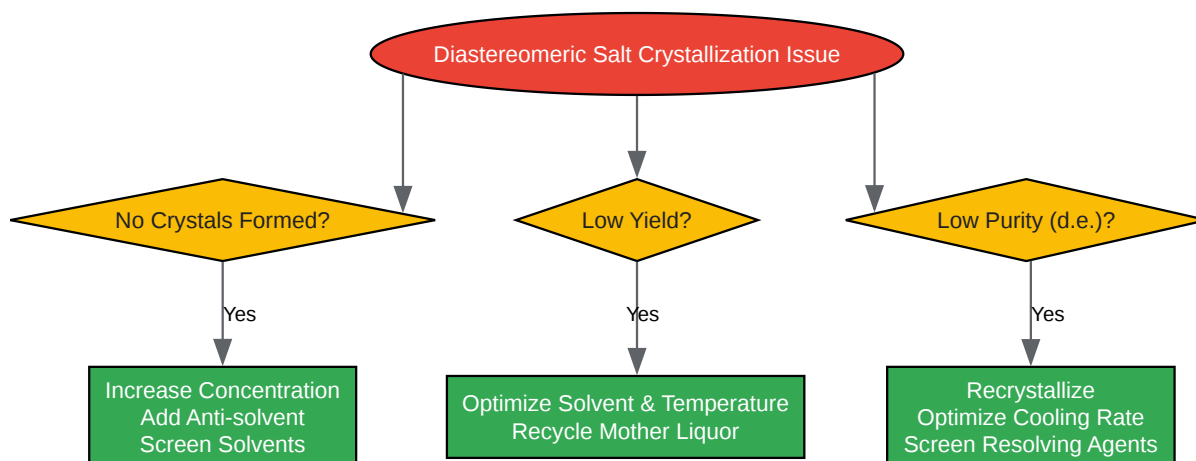 Diastereomeric Salt Crystallization Issue
No Crystals Formed?
Low Yield?
Low Purity (d.e.)?
Yes
Yes
Yes
Increase Concentration
Add Anti-solvent
Screen Solvents
Optimize Solvent & Temperature
Recycle Mother Liquor
Recrystallize
Optimize Cooling Rate
Screen Resolving Agents